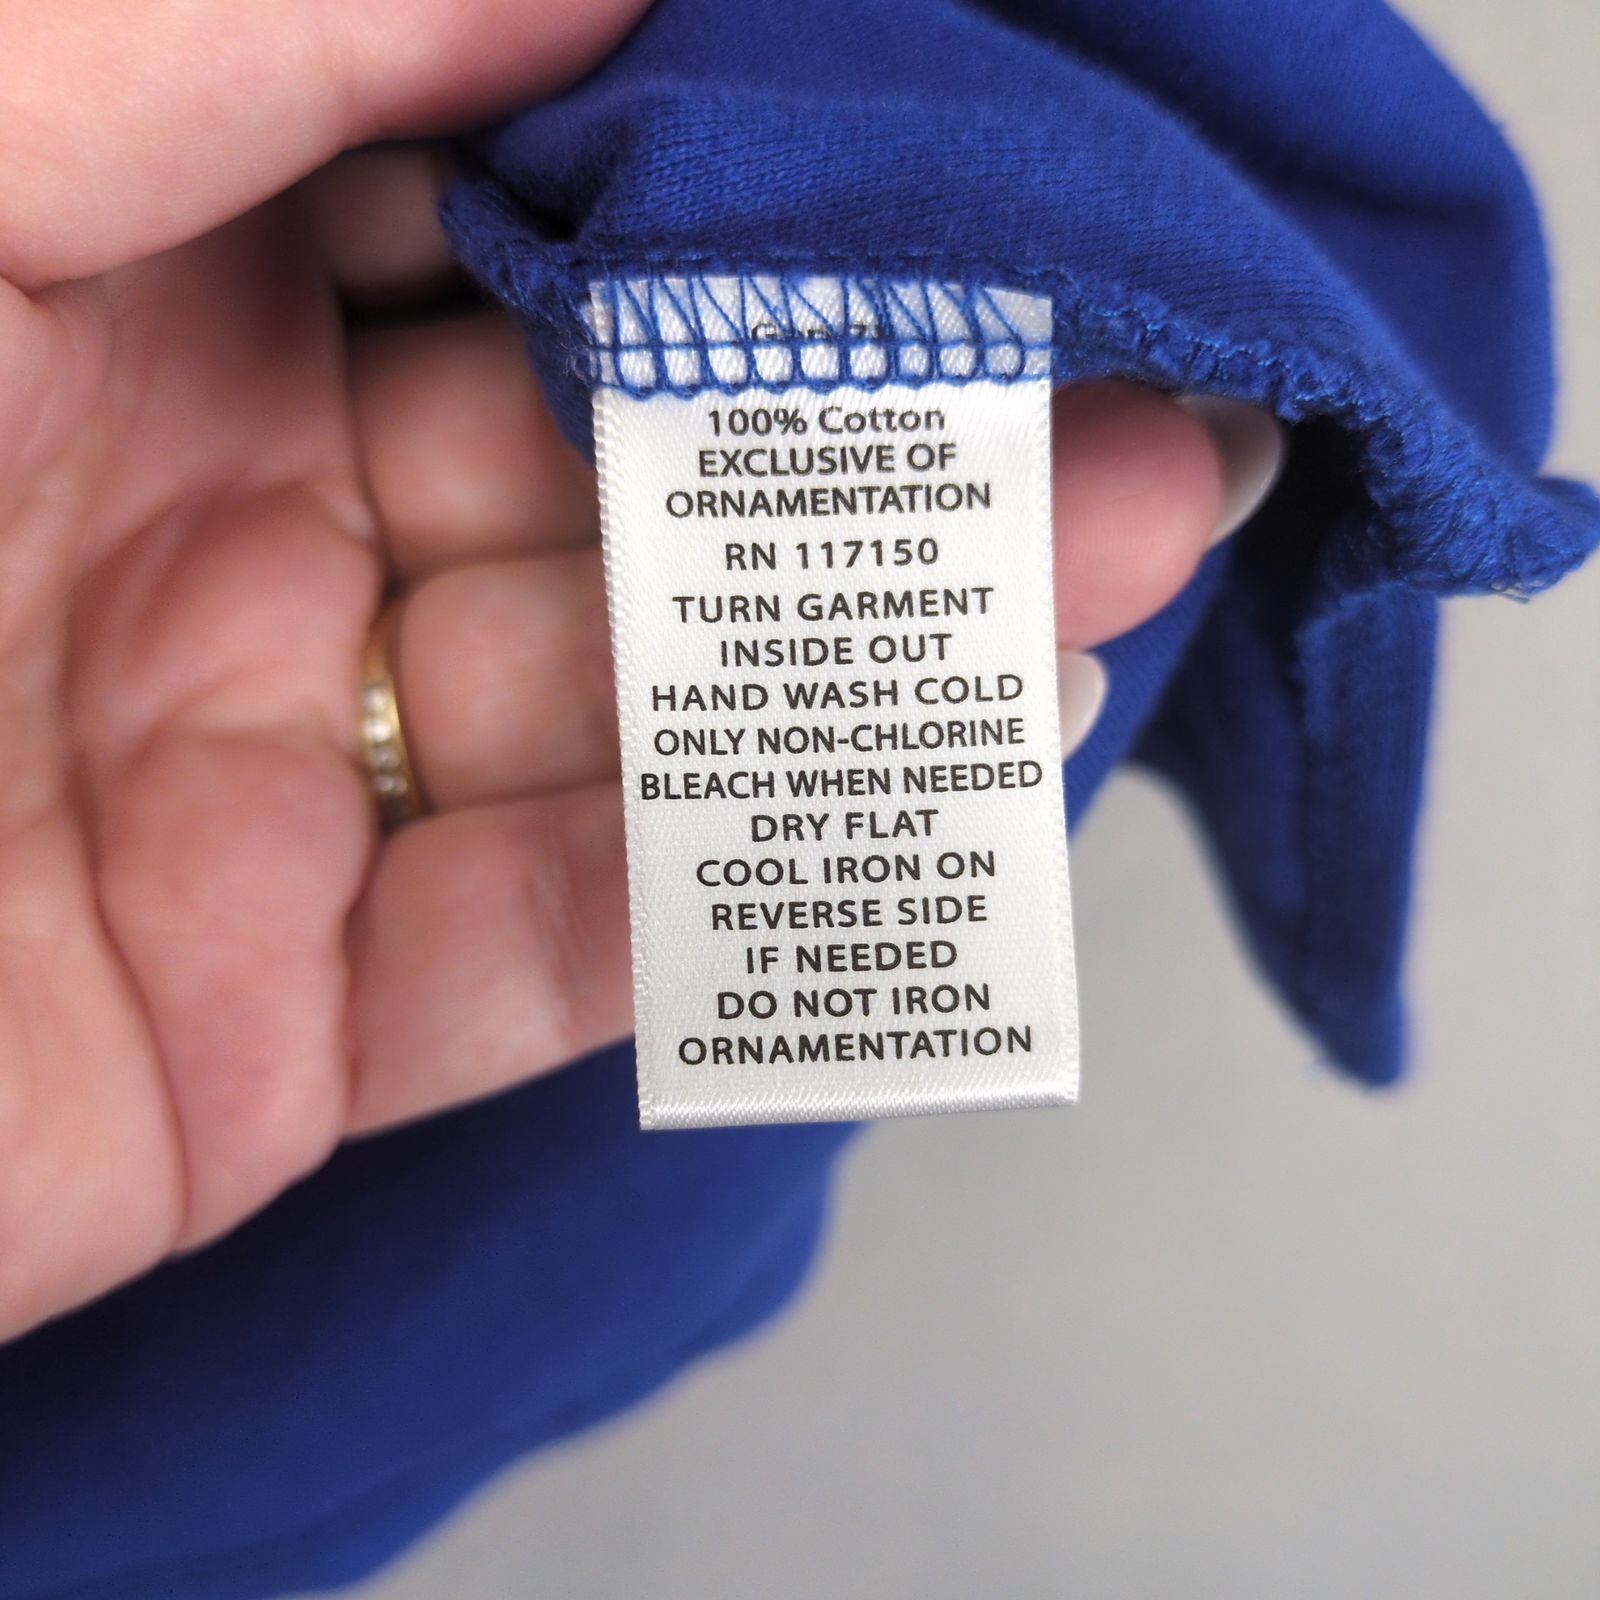 100% Cotton
EXCLUSIVE OF
ORNAMENTATION
RN 117150
TURN GARMENT
INSIDE OUT
HAND WASH COLD
ONLY NON-CHLORINE
BLEACH WHEN NEEDED
DRY FLAT
COOL IRON ON
REVERSE SIDE
IF NEEDED
DO NOT IRON
ORNAMENTATION